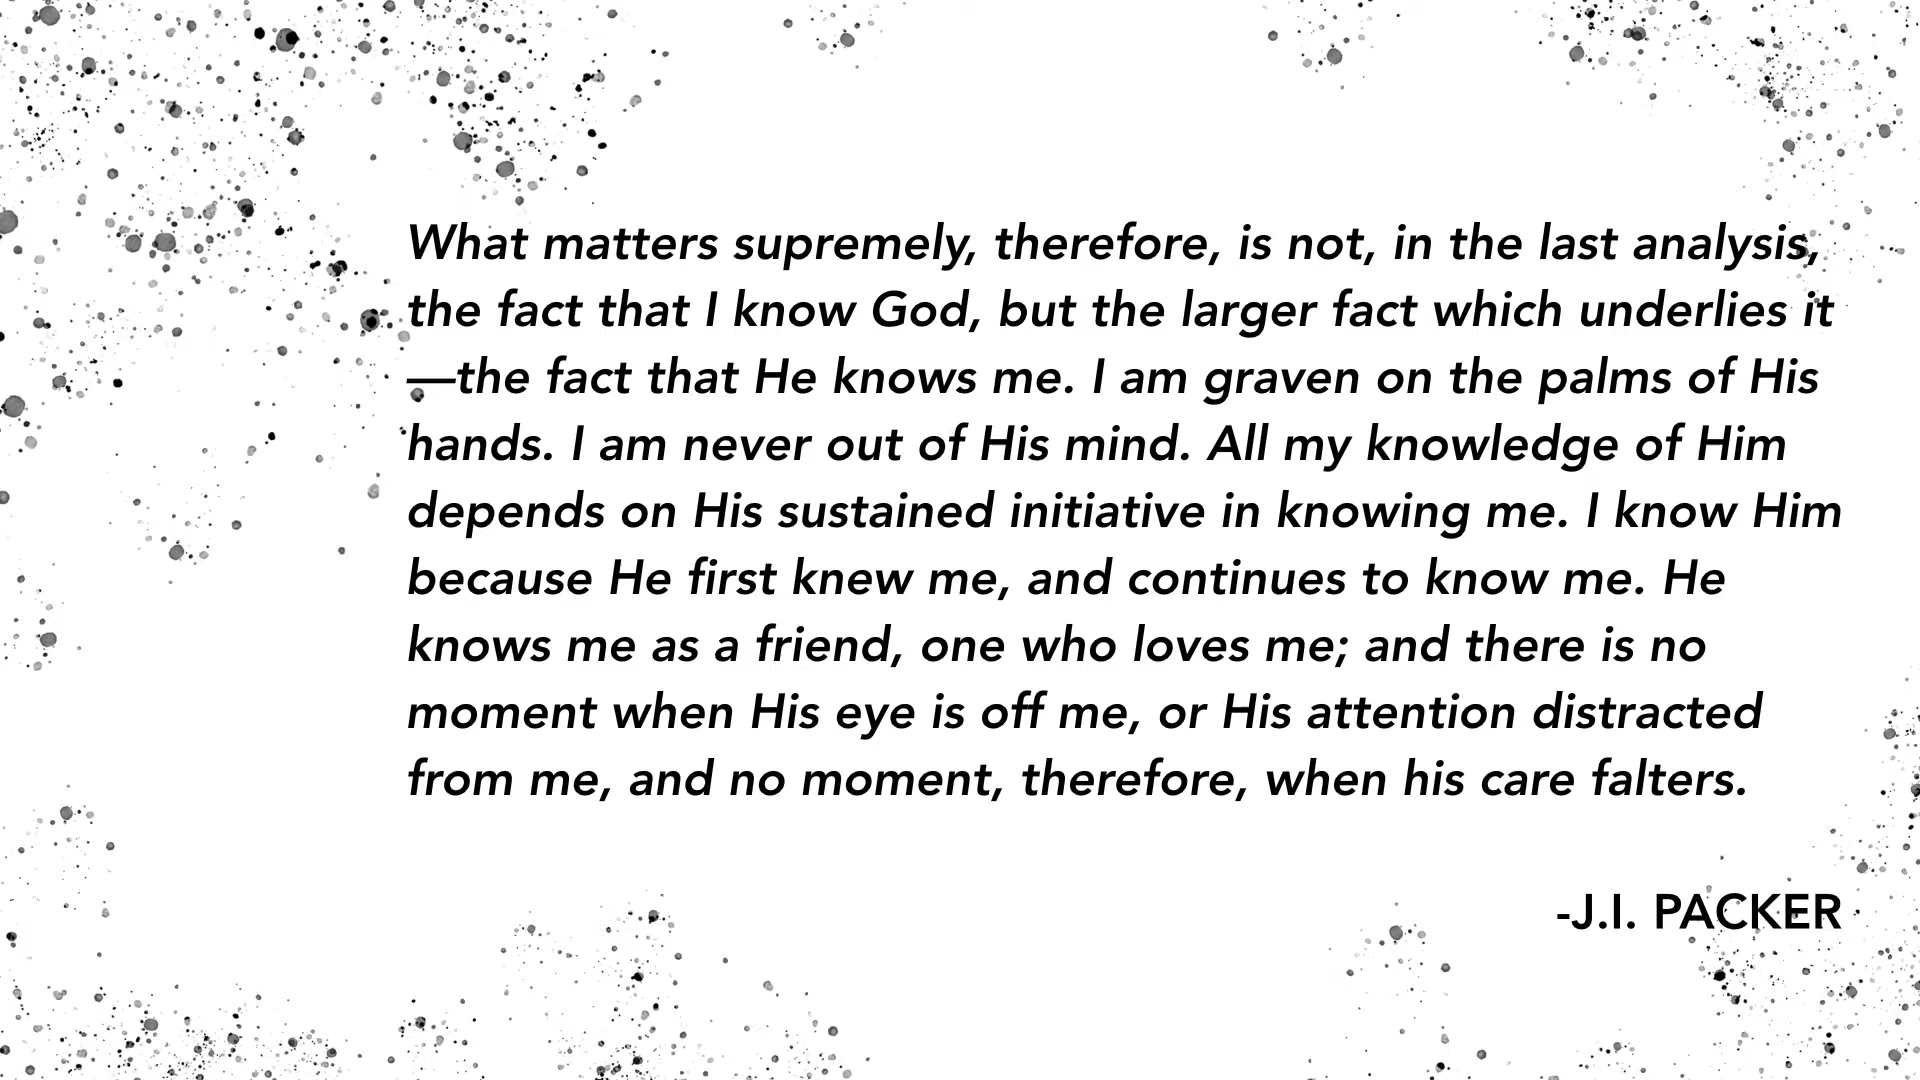 What matters supremely, therefore, is not, in the last analysis,
the fact that I know God, but the larger fact which underlies it
—the fact that He knows me. I am graven on the palms of His
hands. I am never out of His mind. All my knowledge of Him
depends on His sustained initiative in knowing me. I know Him
because He first knew me, and continues to know me. He
knows me as a friend, one who loves me; and there is no
moment when His eye is off me, or His attention distracted
from me, and no moment, therefore, when his care falters.
-J.I. PACKER